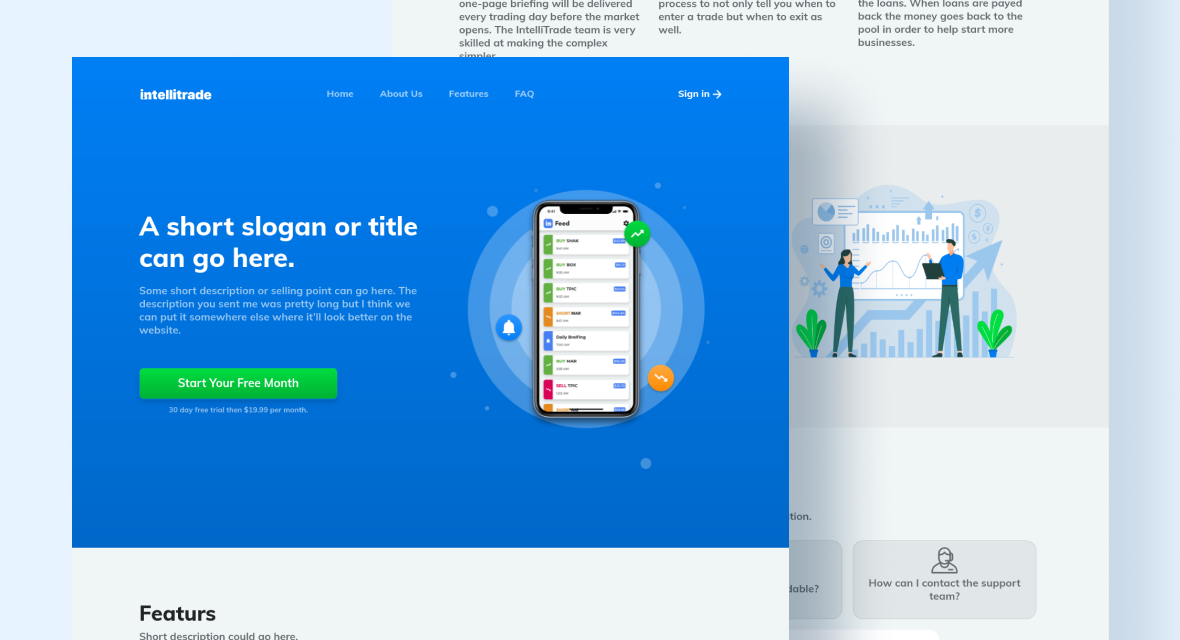 one-page briefing will be delivered
every trading day before the market
opens. The IntelliTrade team is very
skilled at making the complex
simpler
process to not only tell you when to
enter a trade but when to exit as
well.
the loans. When loans are payed
back the money goes back to the
pool in order to help start more
businesses.
intellitrade
Home
About Us
Features
FAQ
Sign in →
A short slogan or title
can go here.
Some short description or selling point can go here. The
description you sent me was pretty long but I think we
can put it somewhere else where it'll look better on the
website.
Start Your Free Month
30 day free trial then $19.99 per month.
9:41
Feed
BUY SHAK
BUY BOX
BUY TPIC
SHORT MAR
Daily Breifing
BUY MAR
SELL TPIC
tion.
dable?
How can I contact the support
team?
Featurs
Short description could go here.